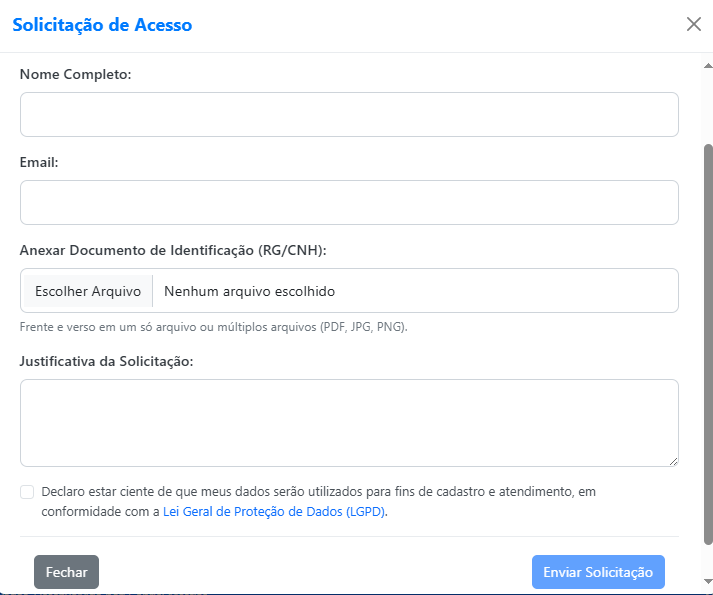 Solicitação de Acesso
Nome Completo:
Email:
Anexar Documento de Identificação (RG/CNH):
Escolher Arquivo Nenhum arquivo escolhido
Frente e verso em um só arquivo ou múltiplos arquivos (PDF, JPG, PNG).
Justificativa da Solicitação:
Declaro estar ciente de que meus dados serão utilizados para fins de cadastro e atendimento, em
conformidade com a Lei Geral de Proteção de Dados (LGPD).
Fechar Enviar Solicitação